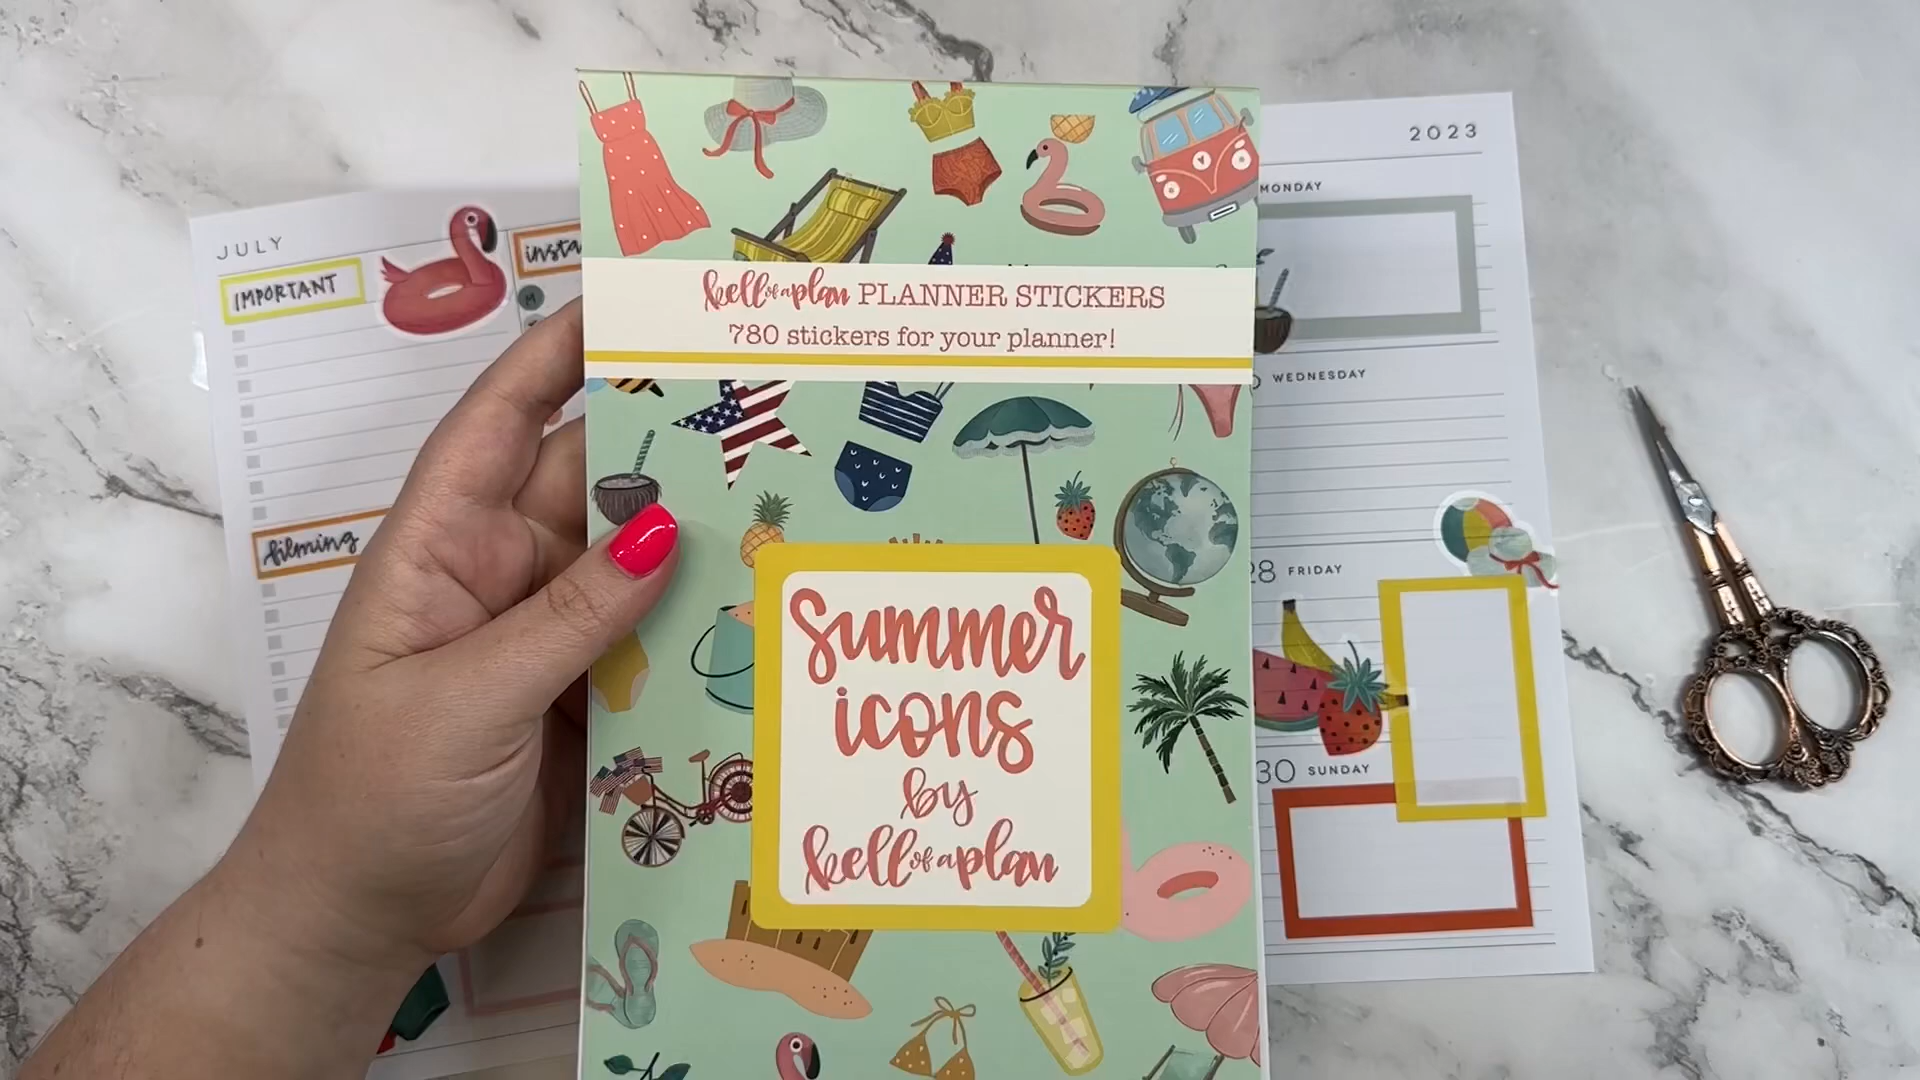 JULY
2023
IMPORTANT
insta
M
MONDAY
kell of a plan PLANNER STICKERS
780 stickers for your planner!
WEDNESDAY
filming
28 FRIDAY
Summer
icons
by
kell of a plan
30 SUNDAY